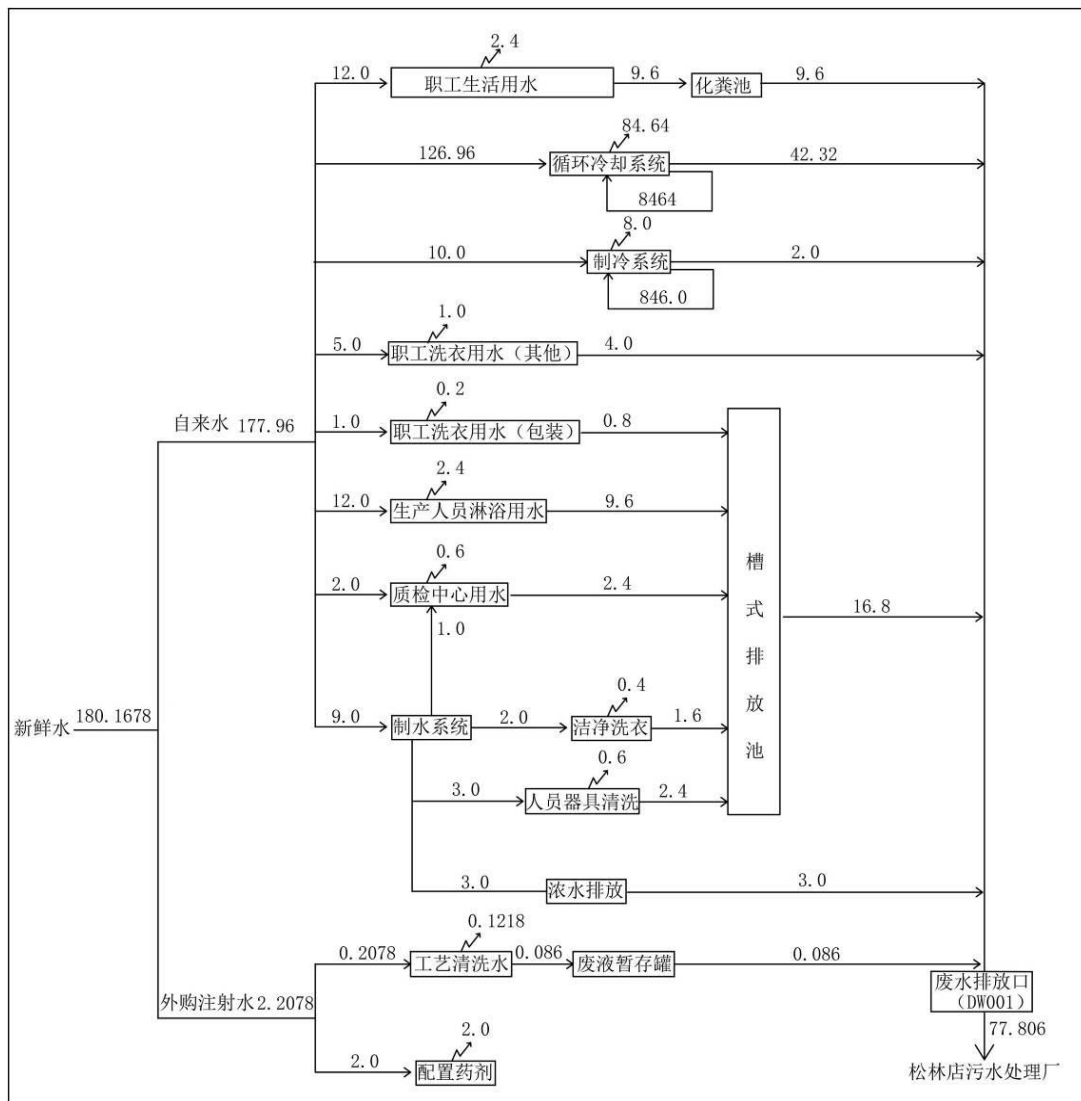 2.4
12.0
职工生活用水
9.6
化粪池
9.6
84.64
126.96
循环冷却系统
42.32
8464
8.0
10.0
制冷系统
2.0
846.0
1.0
5.0
职工洗衣用水（其他）
4.0
0.2
自来水 177.96
1.0
职工洗衣用水（包装）
0.8
2.4
12.0
生产人员淋浴用水
9.6
0.6
2.0
质检中心用水
2.4
1.0
槽式排放池
16.8
新鲜水
180.1678
0.4
9.0
制水系统
2.0
洁净洗衣
1.6
0.6
3.0
人员器具清洗
2.4
3.0
浓水排放
3.0
0.1218
0.2078
工艺清洗水
0.086
废液暂存罐
0.086
外购注射水2.2078
废水排放口
（DW001）
2.0
77.806
2.0
配置药剂
松林店污水处理厂